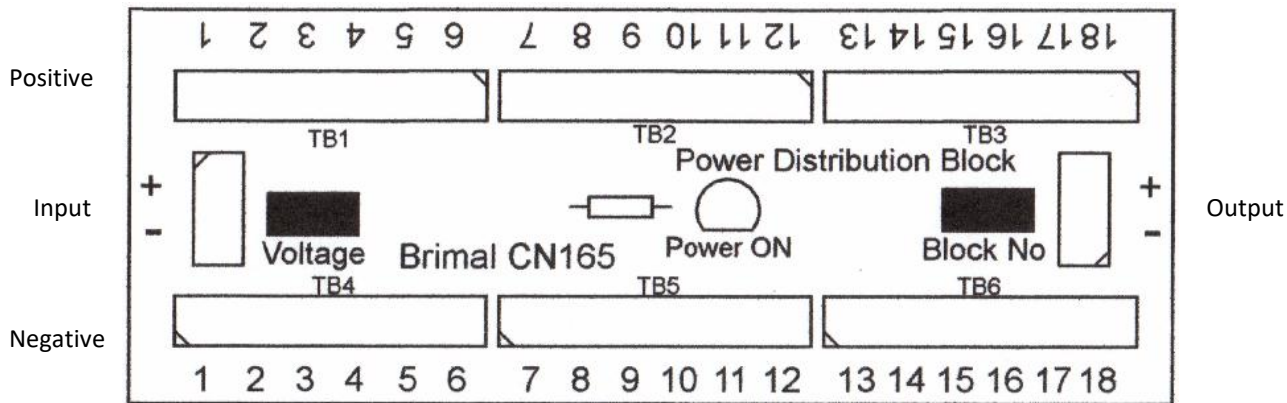 1 2 3 4 5 6 7 8 9 10 11 12 13 14 15 16 17 18
Positive
TB1 TB2 TB3
Power Distribution Block
+ +
Input Output
- -
Voltage Brimal CN165 Power ON Block No
TB4 TB5 TB6
Negative
1 2 3 4 5 6 7 8 9 10 11 12 13 14 15 16 17 18